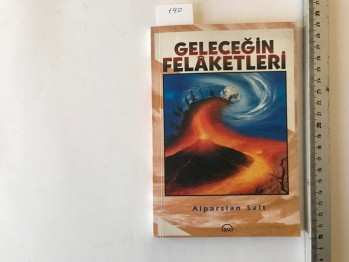 190
GELECEĞİN
FELÂKETLERİ
Alparslan Salt